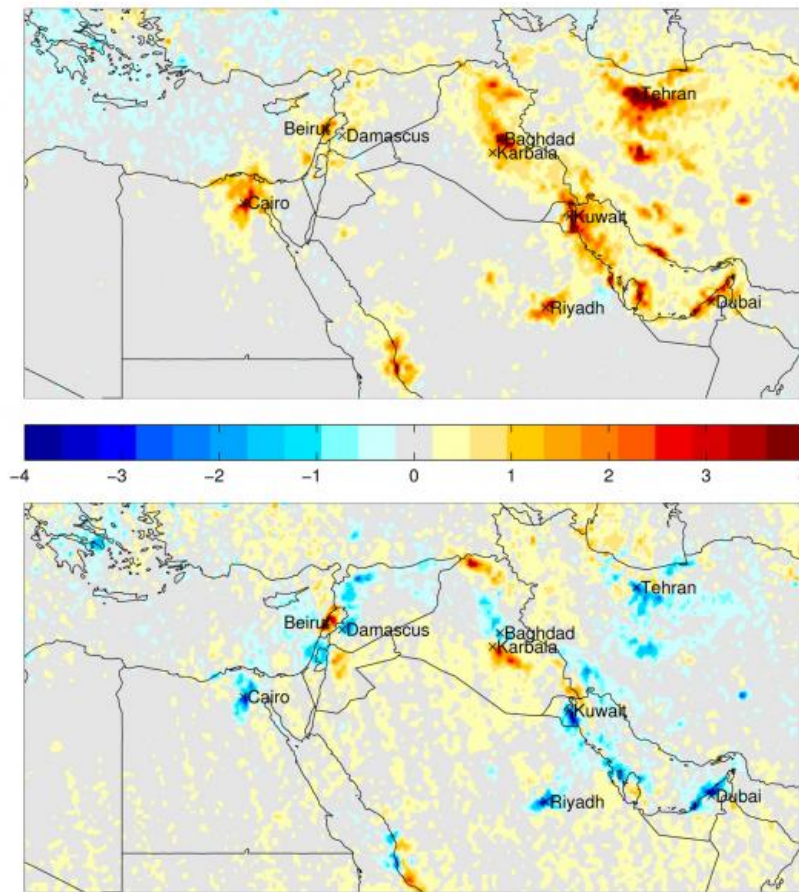 Tehran
Beirut
Damascus
Baghdad
Karbala
Cairo
Kuwait
Riyadh
Dubai
−4 −3 −2 −1 0 1 2 3
Tehran
Beirut
Damascus
Baghdad
Karbala
Cairo
Kuwait
Riyadh
Dubai